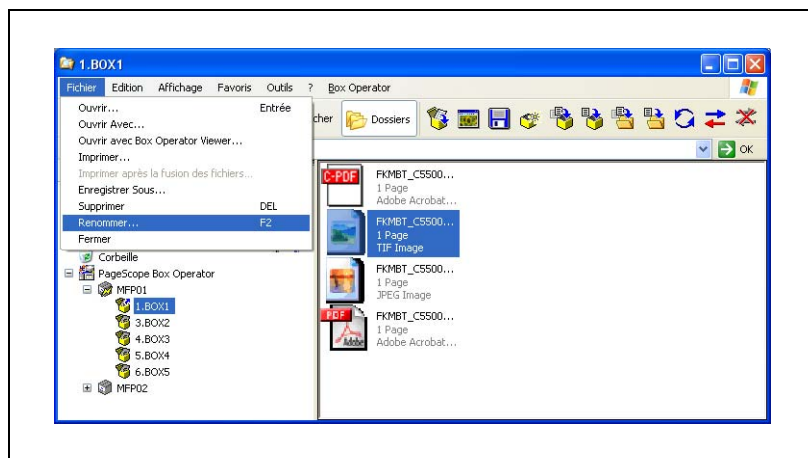 1.BOX1
Fichier Edition Affichage Favoris Outils ? Box Operator
Ouvrir... Entrée
Ouvrir Avec...
Ouvrir avec Box Operator Viewer...
Imprimer...
Imprimer après la fusion des fichiers...
Enregistrer Sous...
Supprimer DEL
Renommer... F2
Fermer
cher Dossiers
OK
Corbeille
PageScope Box Operator
MFP01
1.BOX1
3.BOX2
4.BOX3
5.BOX4
6.BOX5
MFP02
C-PDF
FKMBT_C5500...
1 Page
Adobe Acrobat...
FKMBT_C5500...
1 Page
TIF Image
FKMBT_C5500...
1 Page
JPEG Image
PDF
Adobe
FKMBT_C5500...
1 Page
Adobe Acrobat...